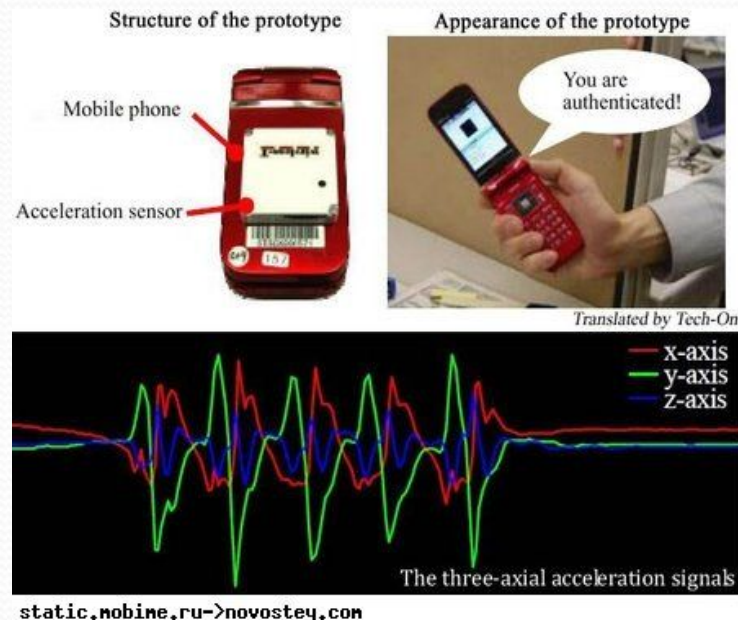 Structure of the prototype
Appearance of the prototype
Mobile phone
Acceleration sensor
You are
authenticated!
Translated by Tech-On
x-axis
y-axis
z-axis
The three-axial acceleration signals
static.mobime.ru->novostey.com